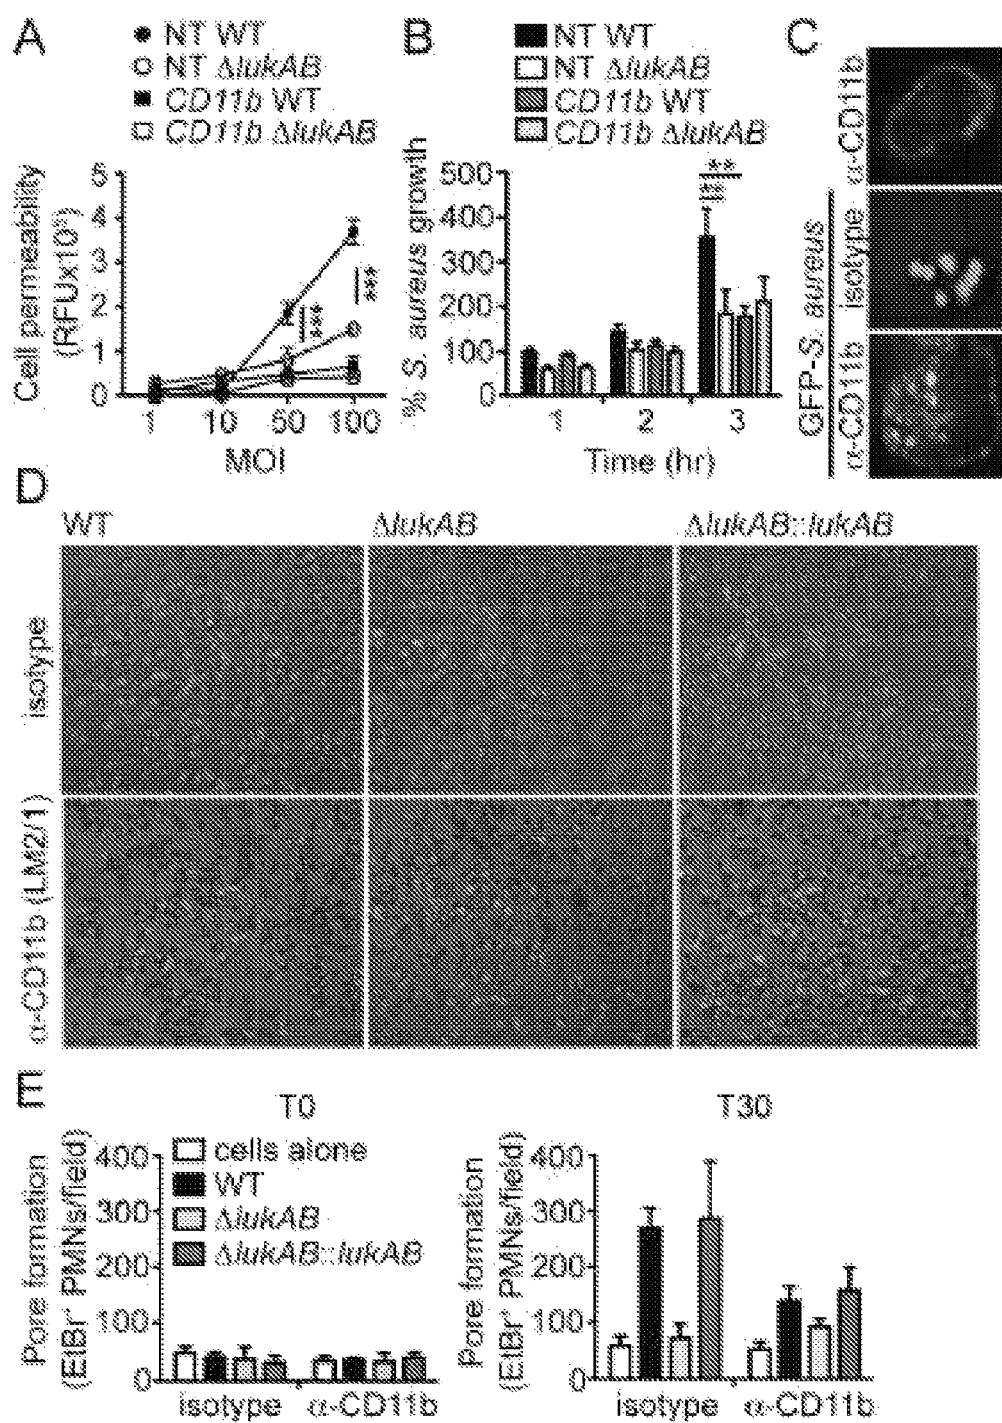 A
NT WT
NT ΔlukAB
CD11b WT
CD11b ΔlukAB
Cell permeability
(RFUx10⁵)
5
4
3
2
1
0
1 10 50 100
MOI
***
***
B
NT WT
NT ΔlukAB
CD11b WT
CD11b ΔlukAB
% S. aureus growth
500
400
300
200
100
0
1 2 3
Time (hr)
**
**
C
α-CD11b
GFP-S. aureus
isotype
α-CD11b
D
WT ΔlukAB ΔlukAB::lukAB
isotype
α-CD11b (LM2/1)
E
T0
Pore formation
(EtBr⁺ PMNs/field)
400
300
200
100
0
cells alone
WT
ΔlukAB
ΔlukAB::lukAB
isotype α-CD11b
T30
Pore formation
(EtBr⁺ PMNs/field)
400
300
200
100
0
isotype α-CD11b